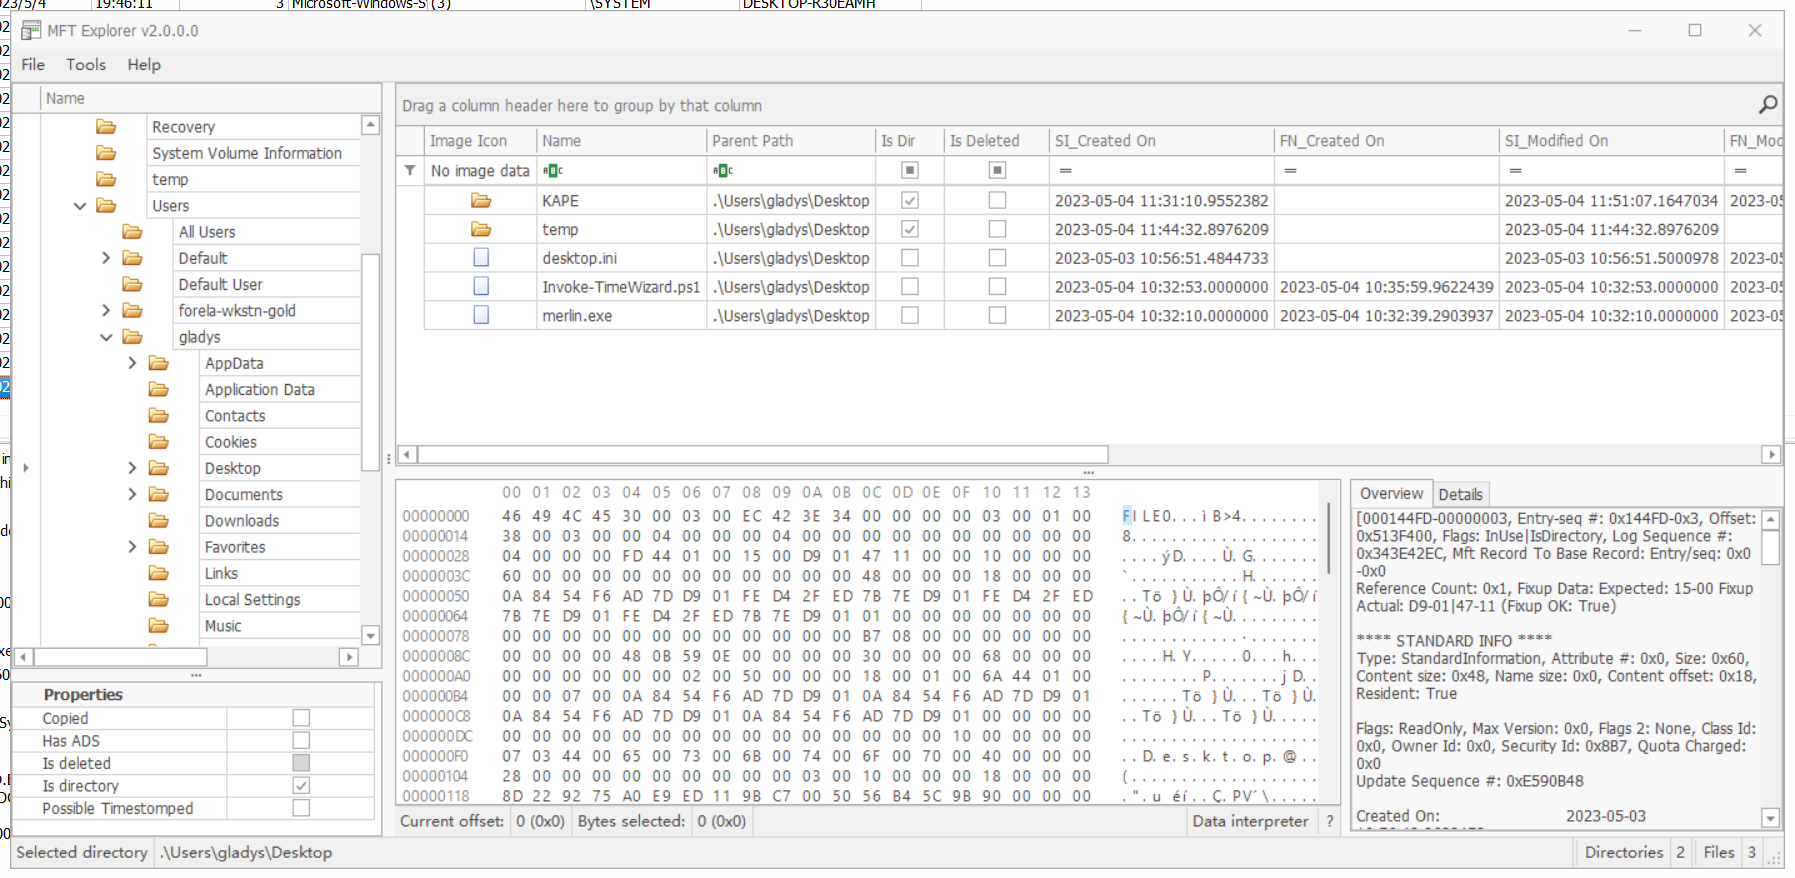 23/5/4 19:46:11 3 Microsoft-Windows-S (3) \SYSTEM DESKTOP-R30EAMH
MFT Explorer v2.0.0.0
File Tools Help
Name
Recovery
System Volume Information
temp
Users
All Users
Default
Default User
forela-wkstn-gold
gladys
AppData
Application Data
Contacts
Cookies
Desktop
Documents
Downloads
Favorites
Links
Local Settings
Music
Properties
Copied
Has ADS
Is deleted
Is directory
Possible Timestomped
Drag a column header here to group by that column
Image Icon Name Parent Path Is Dir Is Deleted SI_Created On FN_Created On SI_Modified On FN_Mod
No image data = = = =
KAPE .\Users\gladys\Desktop 2023-05-04 11:31:10.9552382 2023-05-04 11:51:07.1647034 2023-05
temp .\Users\gladys\Desktop 2023-05-04 11:44:32.8976209 2023-05-04 11:44:32.8976209
desktop.ini .\Users\gladys\Desktop 2023-05-03 10:56:51.4844733 2023-05-03 10:56:51.5000978 2023-05
Invoke-TimeWizard.ps1 .\Users\gladys\Desktop 2023-05-04 10:32:53.0000000 2023-05-04 10:35:59.9622439 2023-05-04 10:32:53.0000000 2023-05
merlin.exe .\Users\gladys\Desktop 2023-05-04 10:32:10.0000000 2023-05-04 10:32:39.2903937 2023-05-04 10:32:10.0000000 2023-05
00 01 02 03 04 05 06 07 08 09 0A 0B 0C 0D 0E 0F 10 11 12 13
00000000 46 49 4C 45 30 00 03 00 EC 42 3E 34 00 00 00 00 03 00 01 00 FILE0...ìB>4........
00000014 38 00 03 00 00 04 00 00 00 04 00 00 00 00 00 00 00 00 00 00 8...................
00000028 04 00 00 00 FD 44 01 00 15 00 D9 01 47 11 00 00 10 00 00 00 ....ýD....Ù.G.......
0000003C 60 00 00 00 00 00 00 00 00 00 00 00 48 00 00 00 18 00 00 00 `...........H.......
00000050 0A 84 54 F6 AD 7D D9 01 FE D4 2F ED 7B 7E D9 01 FE D4 2F ED ..Tö­}Ù.þÔ/í{~Ù.þÔ/í
00000064 7B 7E D9 01 FE D4 2F ED 7B 7E D9 01 01 00 00 00 00 00 00 00 {~Ù.þÔ/í{~Ù.........
00000078 00 00 00 00 00 00 00 00 00 00 00 00 B7 08 00 00 00 00 00 00 ............·.......
0000008C 00 00 00 00 48 0B 59 0E 00 00 00 00 30 00 00 00 68 00 00 00 ....H.Y.....0...h...
000000A0 00 00 00 00 00 00 02 00 50 00 00 00 18 00 01 00 6A 44 01 00 ........P.......jD..
000000B4 00 00 07 00 0A 84 54 F6 AD 7D D9 01 0A 84 54 F6 AD 7D D9 01 ......Tö­}Ù...Tö­}Ù.
000000C8 0A 84 54 F6 AD 7D D9 01 0A 84 54 F6 AD 7D D9 01 00 00 00 00 ..Tö­}Ù...Tö­}Ù.....
000000DC 00 00 00 00 00 00 00 00 00 00 00 00 00 00 00 10 00 00 00 00 ....................
000000F0 07 03 44 00 65 00 73 00 6B 00 74 00 6F 00 70 00 40 00 00 00 ..D.e.s.k.t.o.p.@...
00000104 28 00 00 00 00 00 00 00 00 00 03 00 10 00 00 00 18 00 00 00 (...................
00000118 8D 22 92 75 A0 E9 ED 11 9B C7 00 50 56 B4 5C 9B 90 00 00 00 .".u éí..Ç.PV´\.....
Current offset: 0 (0x0) Bytes selected: 0 (0x0) Data interpreter ?
Overview Details
[000144FD-00000003, Entry-seq #: 0x144FD-0x3, Offset:
0x513F400, Flags: InUse|IsDirectory, Log Sequence #:
0x343E42EC, Mft Record To Base Record: Entry/seq: 0x0
-0x0
Reference Count: 0x1, Fixup Data: Expected: 15-00 Fixup
Actual: D9-01|47-11 (Fixup OK: True)
**** STANDARD INFO ****
Type: StandardInformation, Attribute #: 0x0, Size: 0x60,
Content size: 0x48, Name size: 0x0, Content offset: 0x18,
Resident: True
Flags: ReadOnly, Max Version: 0x0, Flags 2: None, Class Id:
0x0, Owner Id: 0x0, Security Id: 0x8B7, Quota Charged:
0x0
Update Sequence #: 0xE590B48
Created On: 2023-05-03
Selected directory .\Users\gladys\Desktop Directories 2 Files 3